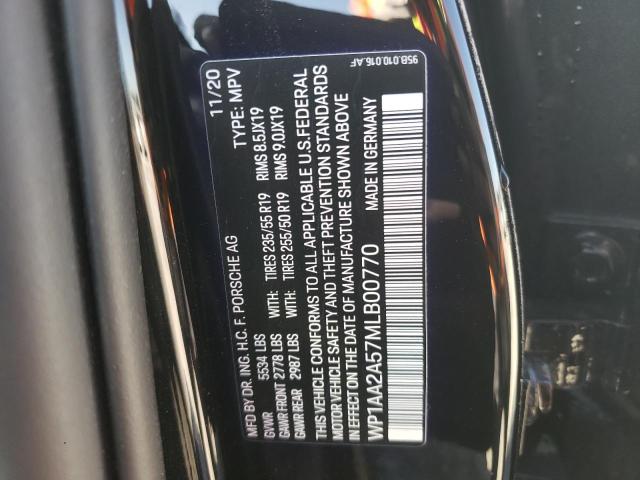 11/20
95B.010.016.AF
MFD BY DR. ING. H.C. F. PORSCHE AG TYPE: MPV
GVWR 5534 LBS
GAWR FRONT 2778 LBS WITH: TIRES 235/55 R19 RIMS 8.5JX19
GAWR REAR 2987 LBS WITH: TIRES 255/50 R19 RIMS 9.0JX19
THIS VEHICLE CONFORMS TO ALL APPLICABLE U.S.FEDERAL
MOTOR VEHICLE SAFETY AND THEFT PREVENTION STANDARDS
IN EFFECT ON THE DATE OF MANUFACTURE SHOWN ABOVE
WP1AA2A57MLB00770 MADE IN GERMANY